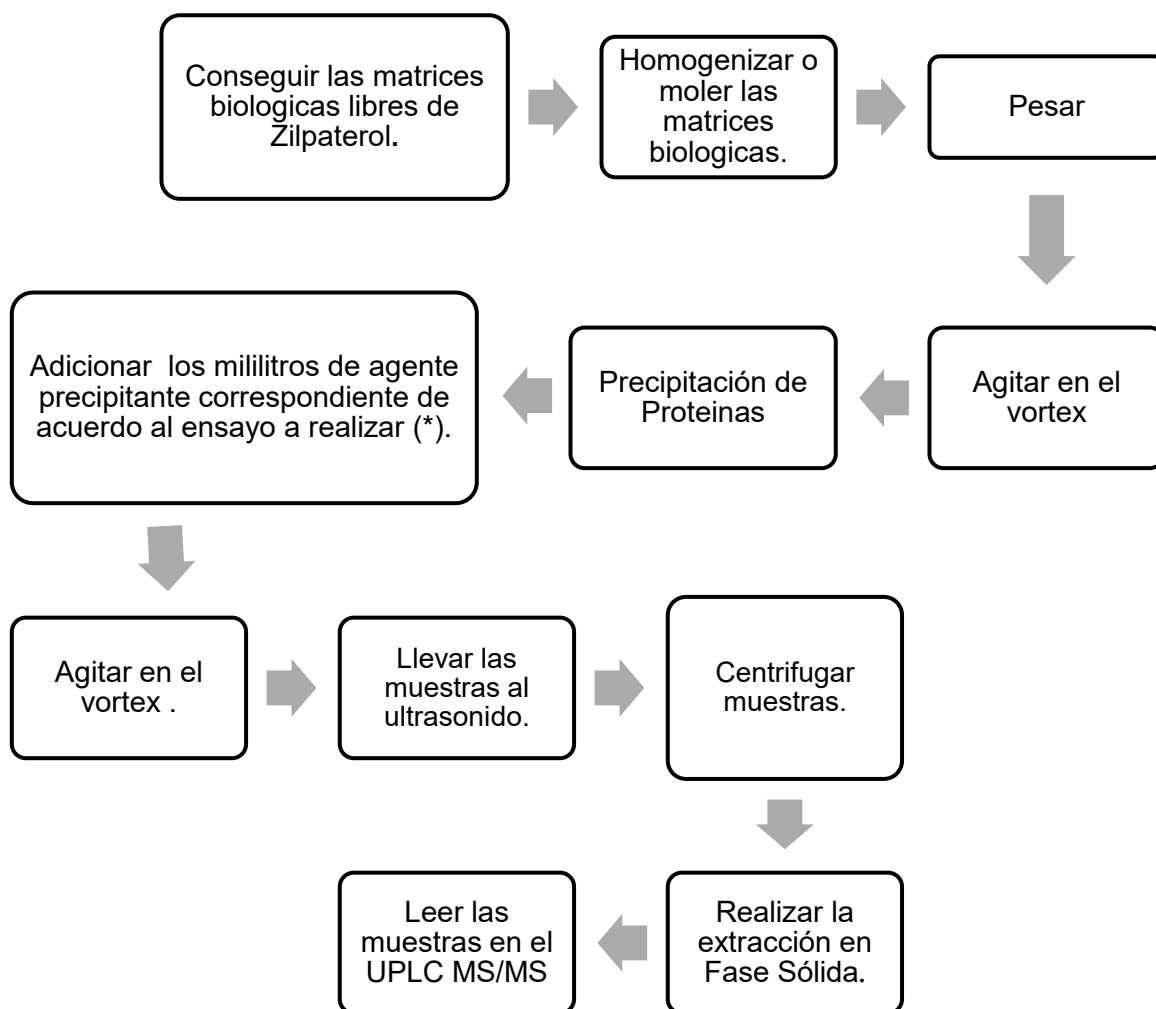 Conseguir las matrices
biologicas libres de
Zilpaterol.
Homogenizar o
moler las
matrices
biologicas.
Pesar
Agitar en el
vortex
Precipitación de
Proteinas
Adicionar  los mililitros de agente
precipitante correspondiente de
acuerdo al ensayo a realizar (*).
Agitar en el
vortex .
Llevar las
muestras al
ultrasonido.
Centrifugar
muestras.
Realizar la
extracción en
Fase Sólida.
Leer las
muestras en el
UPLC MS/MS